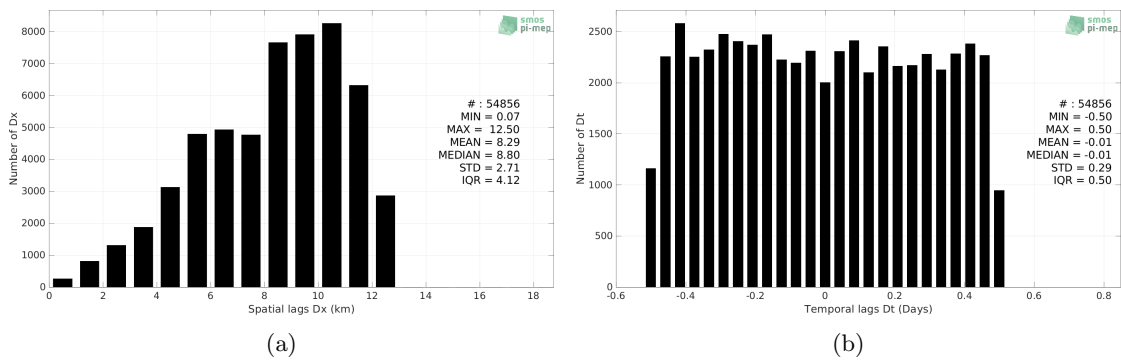 8000
7000
6000
5000
4000
3000
2000
1000
0
Number of Dx
0 2 4 6 8 10 12 14 16 18
Spatial lags Dx (km)
smos
pi-mep
# : 54856
MIN = 0.07
MAX = 12.50
MEAN = 8.29
MEDIAN = 8.80
STD = 2.71
IQR = 4.12
(a)
2500
2000
1500
1000
500
0
Number of Dt
-0.6 -0.4 -0.2 0 0.2 0.4 0.6 0.8
Temporal lags Dt (Days)
smos
pi-mep
# : 54856
MIN = -0.50
MAX = 0.50
MEAN = -0.01
MEDIAN = -0.01
STD = 0.29
IQR = 0.50
(b)